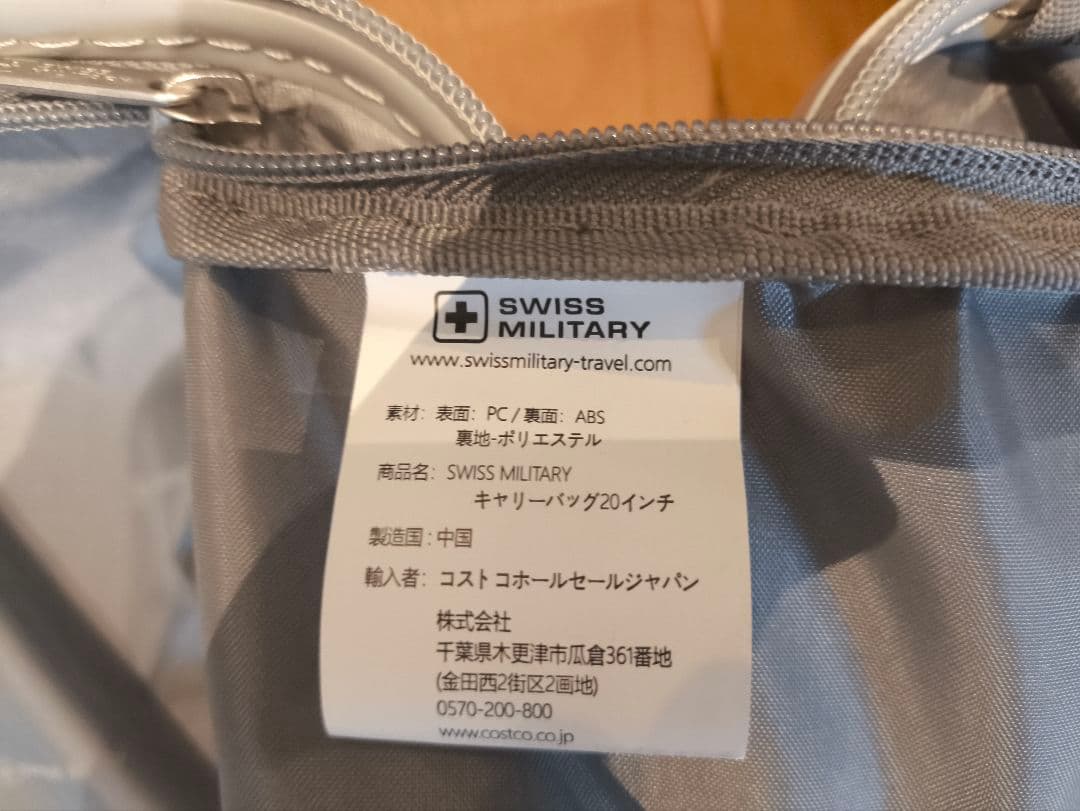 SWISS
MILITARY
www.swissmilitary-travel.com
素材: 表面: PC / 裏面: ABS
裏地-ポリエステル
商品名: SWISS MILITARY
キャリーバッグ20インチ
製造国 : 中国
輸入者: コストコホールセールジャパン
株式会社
千葉県木更津市瓜倉361番地
(金田西2街区2画地)
0570-200-800
www.costco.co.jp